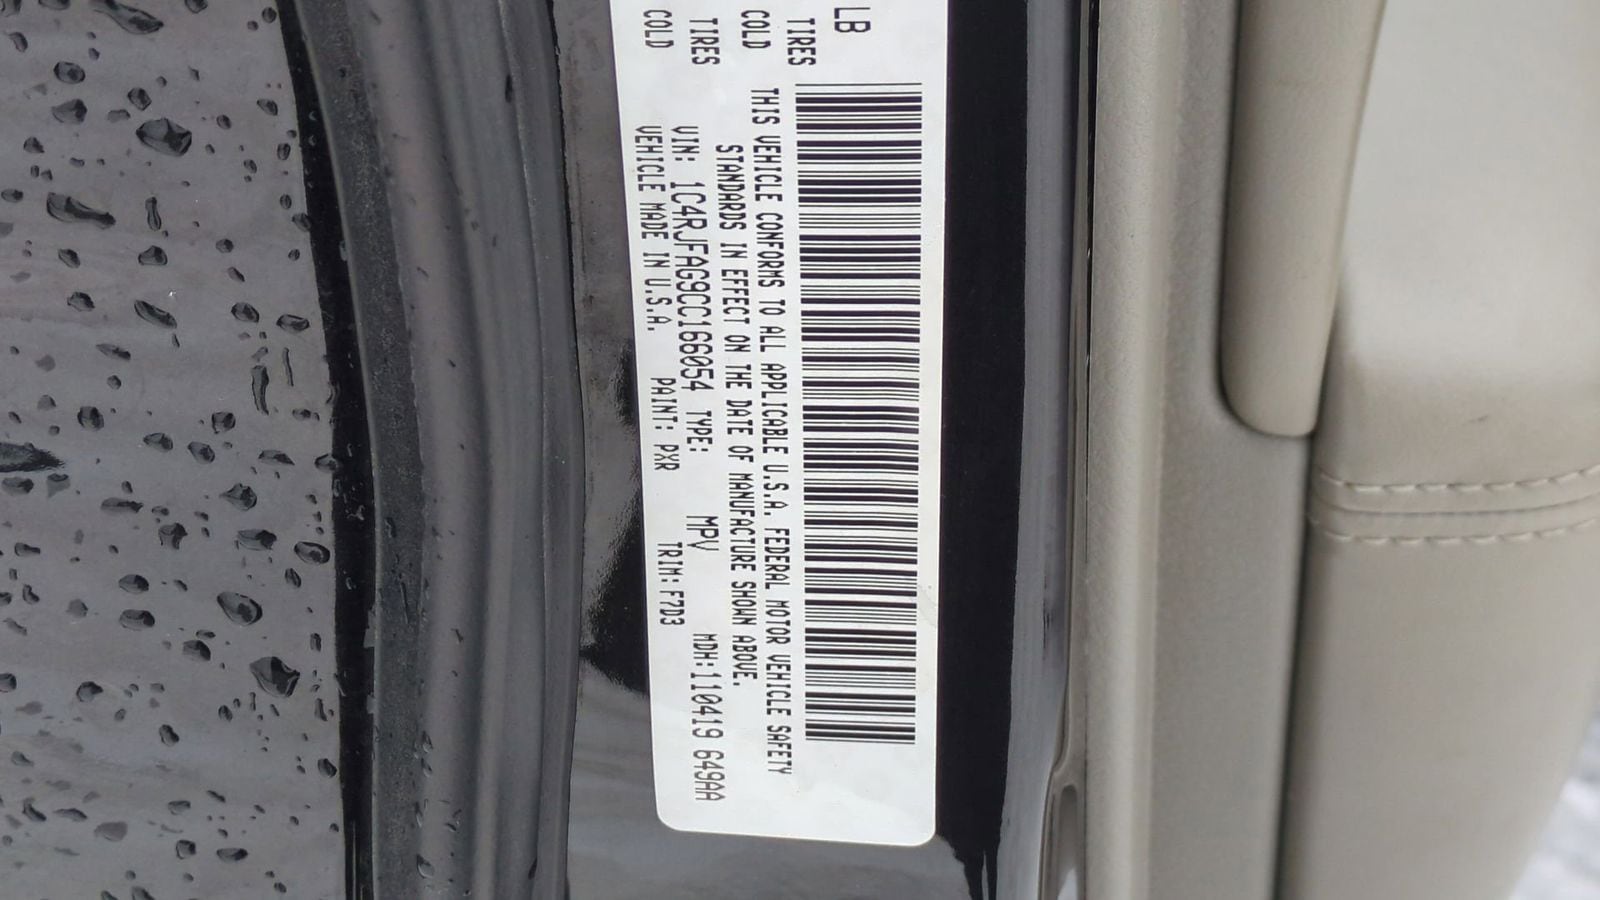 LB
TIRES
COLD
TIRES
COLD
THIS VEHICLE CONFORMS TO ALL APPLICABLE U.S.A. FEDERAL MOTOR VEHICLE SAFETY
STANDARDS IN EFFECT ON THE DATE OF MANUFACTURE SHOWN ABOVE.
VIN: 1C4RJFAG9CC166054 TYPE: MPV MDH:110419 649AA
VEHICLE MADE IN U.S.A. PAINT: PXR TRIM: F7D3